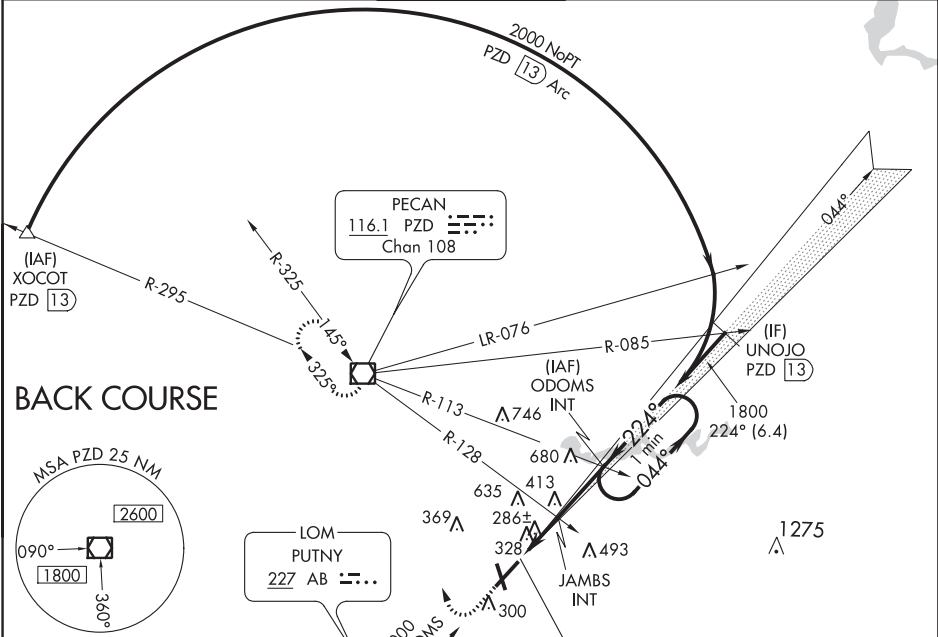 2000 NoPT
PZD 13 Arc
044°
PECAN
116.1 PZD
Chan 108
(IAF)
XOCOT
PZD 13
R-295
R-325
145°
325°
LR-076
R-085
(IF)
UNOJO
PZD 13
(IAF)
ODOMS
INT
R-113
R-128
746
680
224°
1 min
044°
1800
224° (6.4)
BACK COURSE
MSA PZD 25 NM
2600
090°
1800
360°
635
413
369
286±
328
493
1275
JAMBS
INT
300
LOM
PUTNY
227 AB